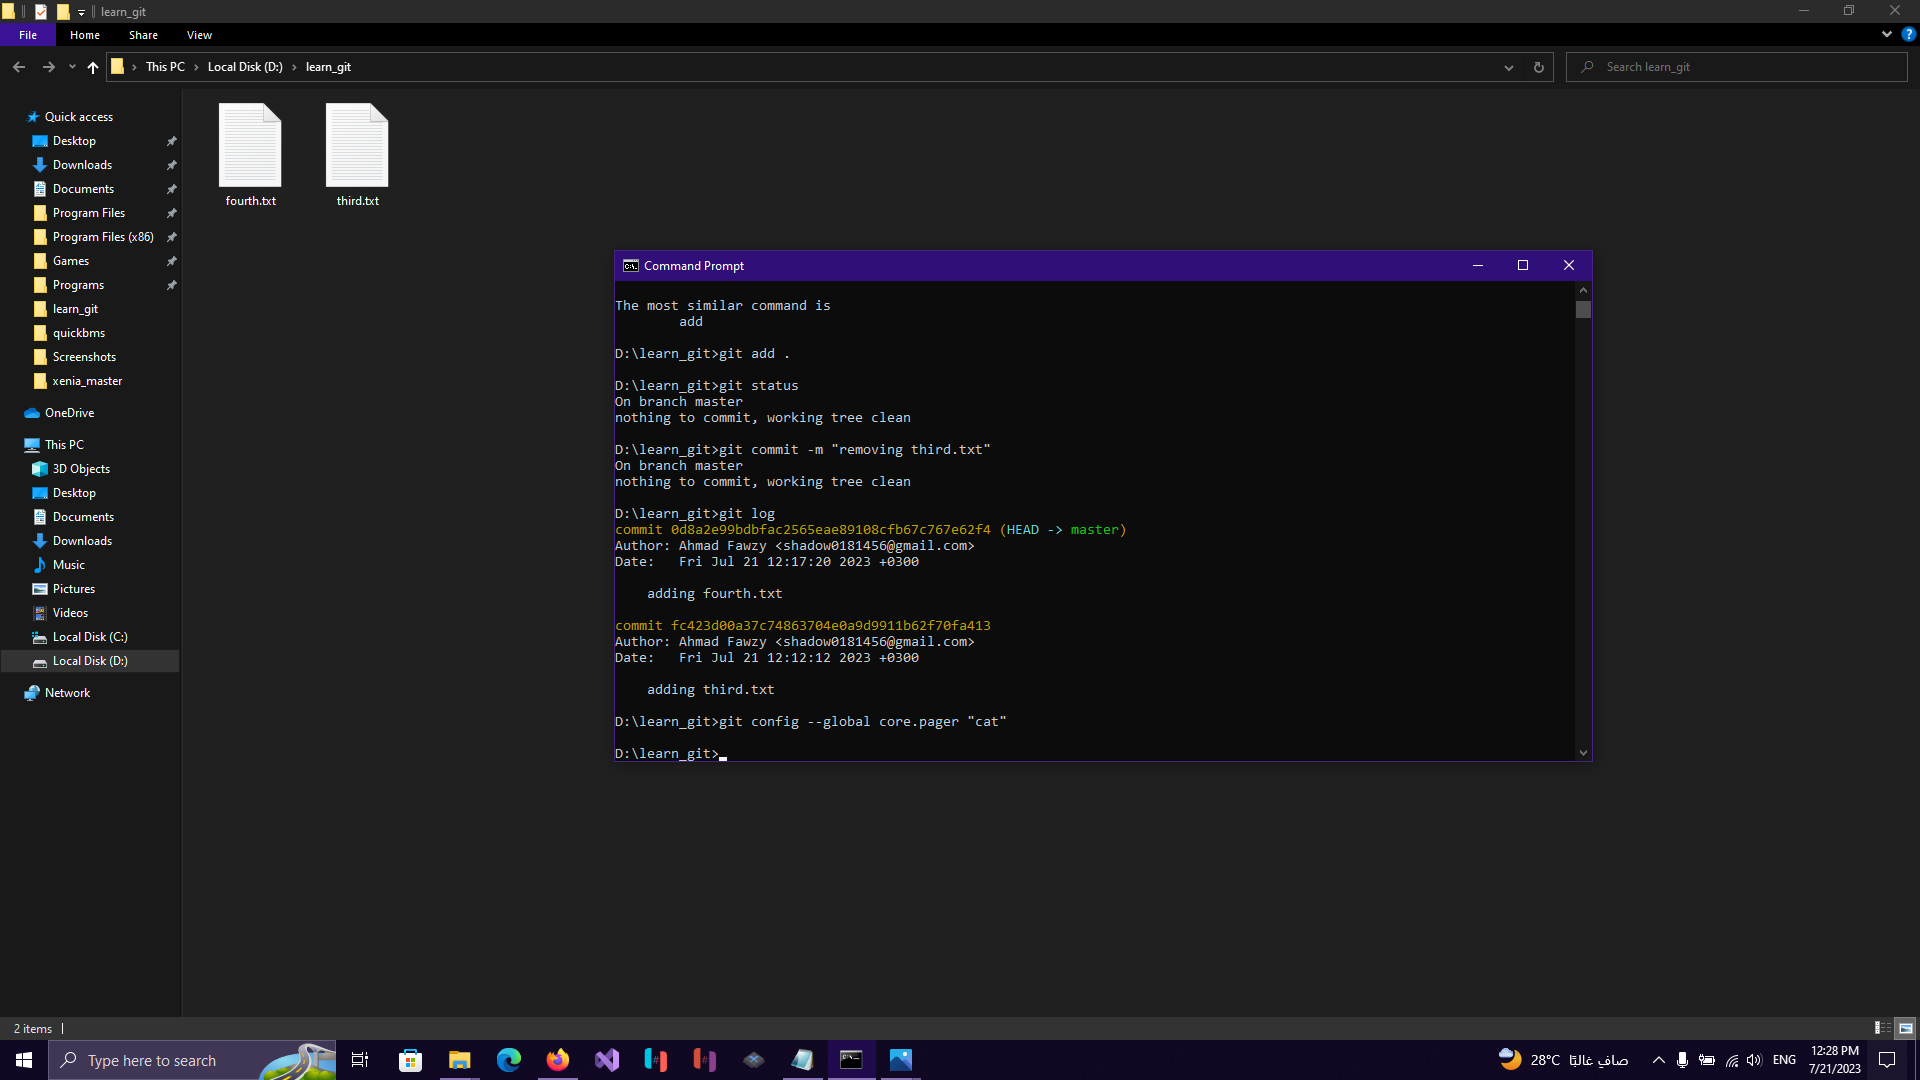 learn_git
File Home Share View
This PC Local Disk (D:) learn_git
Search learn_git
Quick access
Desktop
Downloads
Documents
Program Files
Program Files (x86)
Games
Programs
learn_git
quickbms
Screenshots
xenia_master
OneDrive
This PC
3D Objects
Desktop
Documents
Downloads
Music
Pictures
Videos
Local Disk (C:)
Local Disk (D:)
Network
fourth.txt third.txt
Command Prompt
The most similar command is
add
D:\learn_git>git add .
D:\learn_git>git status
On branch master
nothing to commit, working tree clean
D:\learn_git>git commit -m "removing third.txt"
On branch master
nothing to commit, working tree clean
D:\learn_git>git log
commit 0d8a2e99bdbfac2565eae89108cfb67c767e62f4 (HEAD -> master)
Author: Ahmad Fawzy <shadow0181456@gmail.com>
Date:   Fri Jul 21 12:17:20 2023 +0300
adding fourth.txt
commit fc423d00a37c74863704e0a9d9911b62f70fa413
Author: Ahmad Fawzy <shadow0181456@gmail.com>
Date:   Fri Jul 21 12:12:12 2023 +0300
adding third.txt
D:\learn_git>git config --global core.pager "cat"
D:\learn_git>
2 items
Type here to search
28°C صافٍ غالبًا
ENG
12:28 PM
7/21/2023